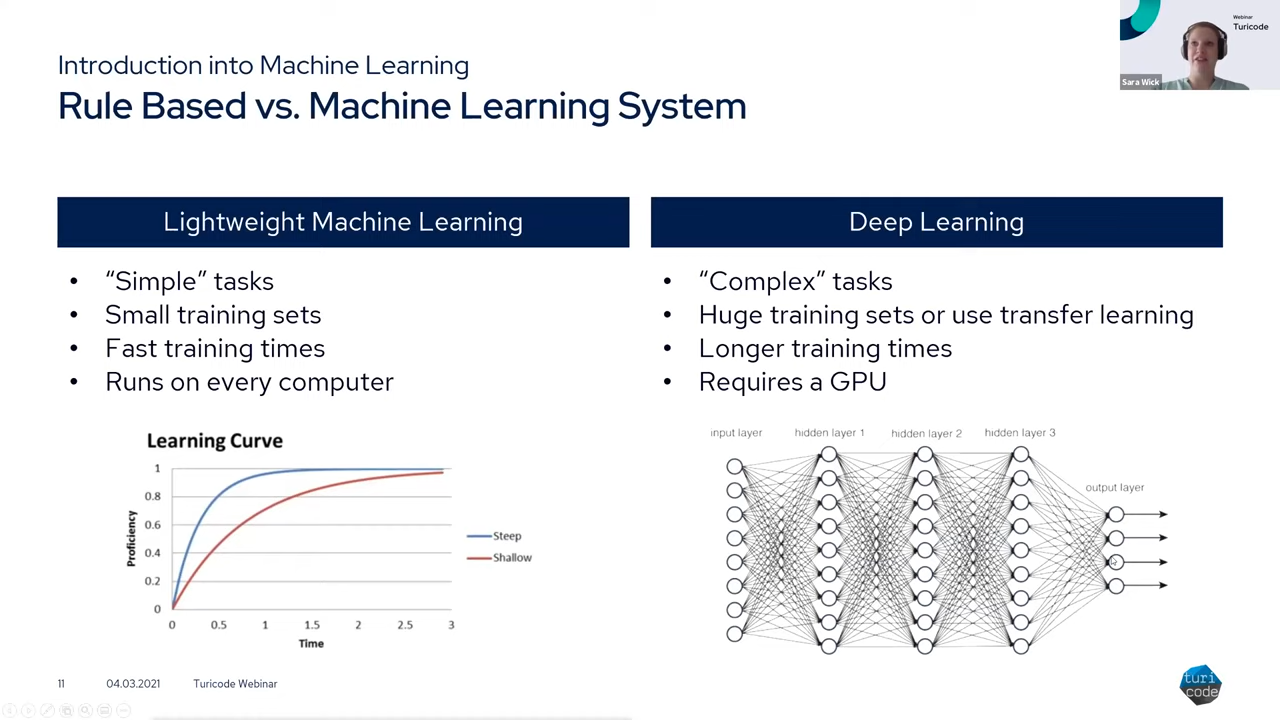 Introduction into Machine Learning
Rule Based vs. Machine Learning System
Webinar
Turicode
Sara Wick
Lightweight Machine Learning
• "Simple" tasks
• Small training sets
• Fast training times
• Runs on every computer
Learning Curve
Proficiency
1
0.8
0.6
0.4
0.2
0
0 0.5 1 1.5 2 2.5 3
Time
Steep
Shallow
Deep Learning
• "Complex" tasks
• Huge training sets or use transfer learning
• Longer training times
• Requires a GPU
input layer hidden layer 1 hidden layer 2 hidden layer 3
output layer
11 04.03.2021 Turicode Webinar
turi
code